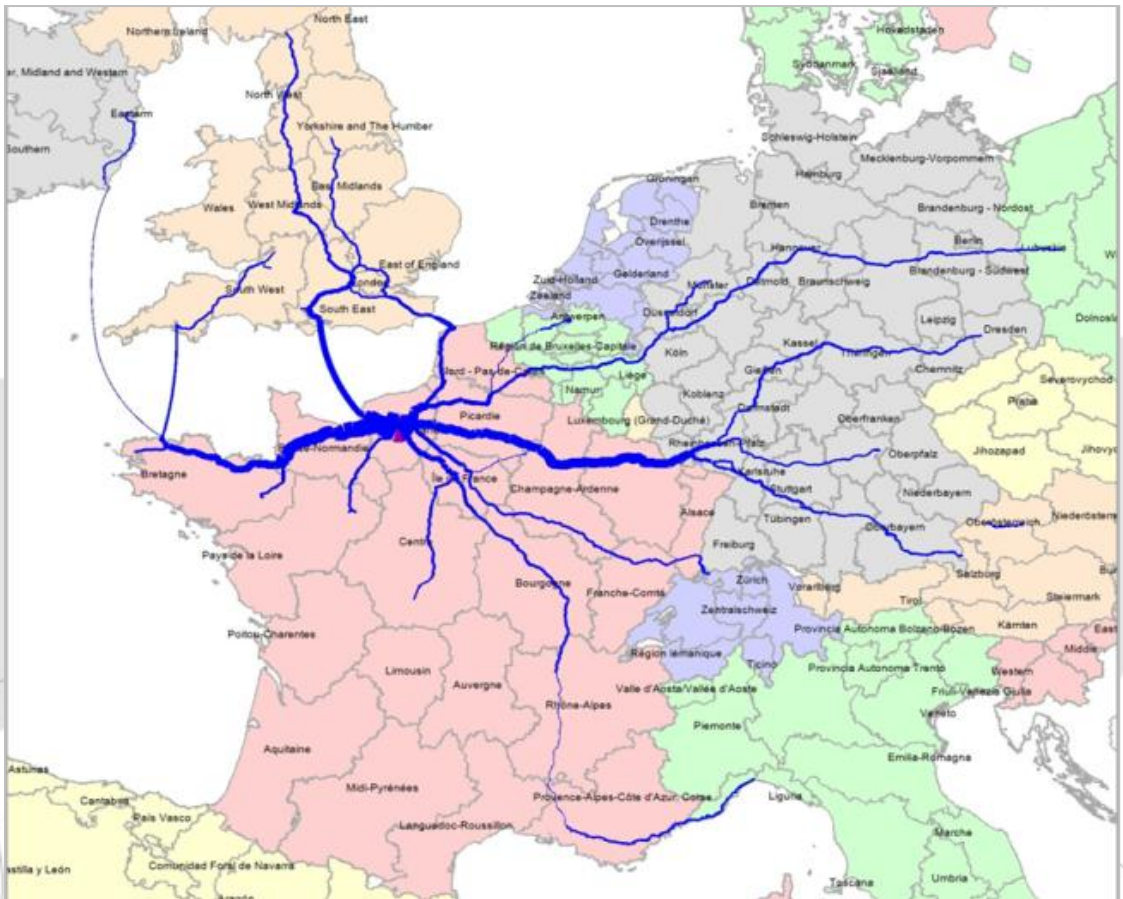 North East
Northern Ireland
Hovedstaden
er, Midland and Western
Syddanmark
Sjælland
North West
Eastern
Yorkshire and The Humber
Schleswig-Holstein
Southern
Mecklenburg-Vorpommern
Hamburg
Groningen
East Midlands
Wales
West Midlands
Bremen
Brandenburg - Nordost
Drenthe
Overijssel
Hannover
Berlin
Lubuskie
East of England
Gelderland
Brandenburg - Südwest
Zuid-Holland
Münster
Detmold
Braunschweig
London
South West
Zeeland
South East
Antwerpen
Düsseldorf
Leipzig
Dolnoslą
Dresden
Région de Bruxelles-Capitale
Kassel
Thüringen
Köln
Chemnitz
Nord - Pas-de-Calais
Liège
Gießen
Severovýchod
Namur
Koblenz
Praha
Picardie
Luxembourg (Grand-Duché)
Darmstadt
Oberfranken
Rheinhessen-Pfalz
Jihozápad
Jihovýc
Oberpfalz
Bretagne
Karlsruhe
Île de France
Champagne-Ardenne
Stuttgart
Niederbayern
Alsace
Tübingen
Oberbayern
Oberösterreich
Niederösterre
Centre
Freiburg
Pays de la Loire
Bourgogne
Zürich
Vorarlberg
Salzburg
Franche-Comté
Tirol
Steiermark
Zentralschweiz
Kärnten
Poitou-Charentes
Provincia Autonoma Bolzano-Bozen
Région lémanique
Ticino
Provincia Autonoma Trento
Western
Limousin
Auvergne
Valle d'Aosta/Vallée d'Aoste
Friuli-Venezia Giulia
Rhône-Alpes
Veneto
Piemonte
Aquitaine
Emilia-Romagna
Asturias
Midi-Pyrénées
Provence-Alpes-Côte d'Azur, Corse
Liguria
Cantabria
País Vasco
Languedoc-Roussillon
Marche
Comunidad Foral de Navarra
astilla y León
Umbria
Toscana